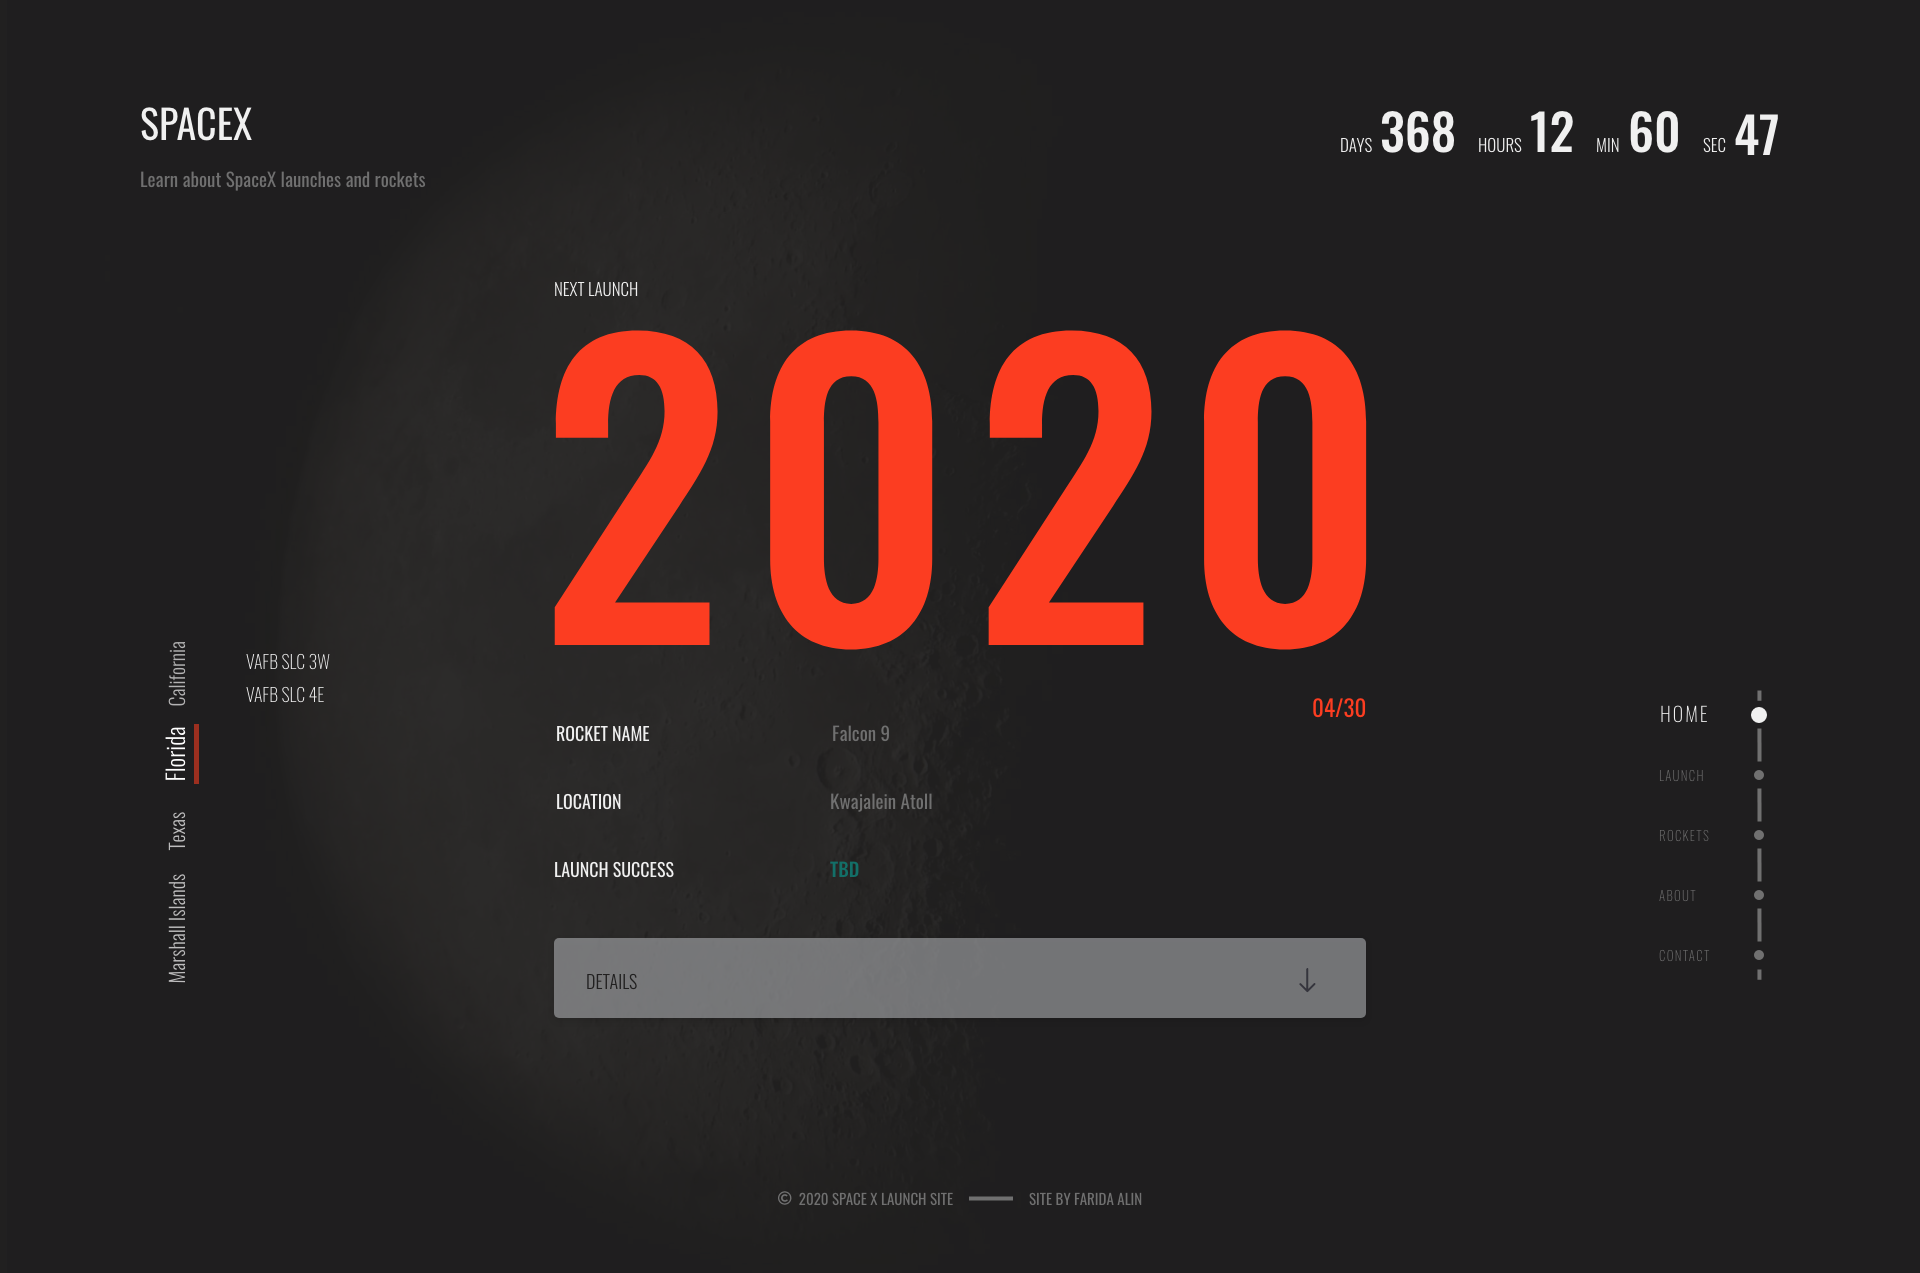 SPACEX
Learn about SpaceX launches and rockets
DAYS 368 HOURS 12 MIN 60 SEC 47
NEXT LAUNCH
2020
04/30
California
Florida
Texas
Marshall Islands
VAFB SLC 3W
VAFB SLC 4E
ROCKET NAME Falcon 9
LOCATION Kwajalein Atoll
LAUNCH SUCCESS TBD
DETAILS
HOME
LAUNCH
ROCKETS
ABOUT
CONTACT
© 2020 SPACE X LAUNCH SITE SITE BY FARIDA ALIN